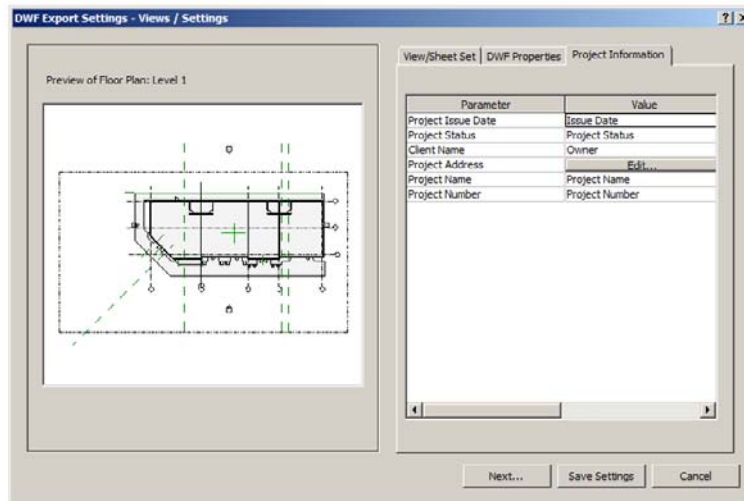 DWF Export Settings - Views / Settings
Preview of Floor Plan: Level 1
View/Sheet Set DWF Properties Project Information
Parameter Value
Project Issue Date Issue Date
Project Status Project Status
Client Name Owner
Project Address Edit...
Project Name Project Name
Project Number Project Number
Next... Save Settings Cancel